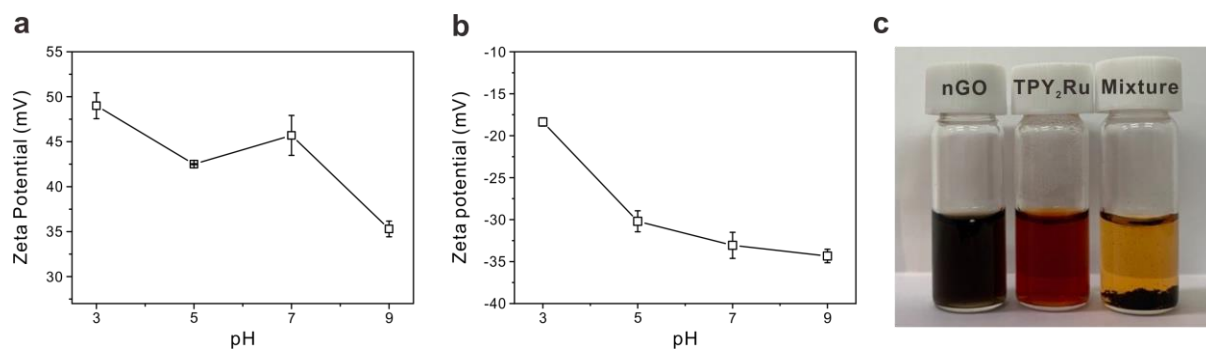 a
Zeta Potential (mV)
55
50
45
40
35
30
3
5
7
9
pH
b
Zeta potential (mV)
-10
-15
-20
-25
-30
-35
-40
3
5
7
9
pH
c
nGO
TPY₂Ru
Mixture